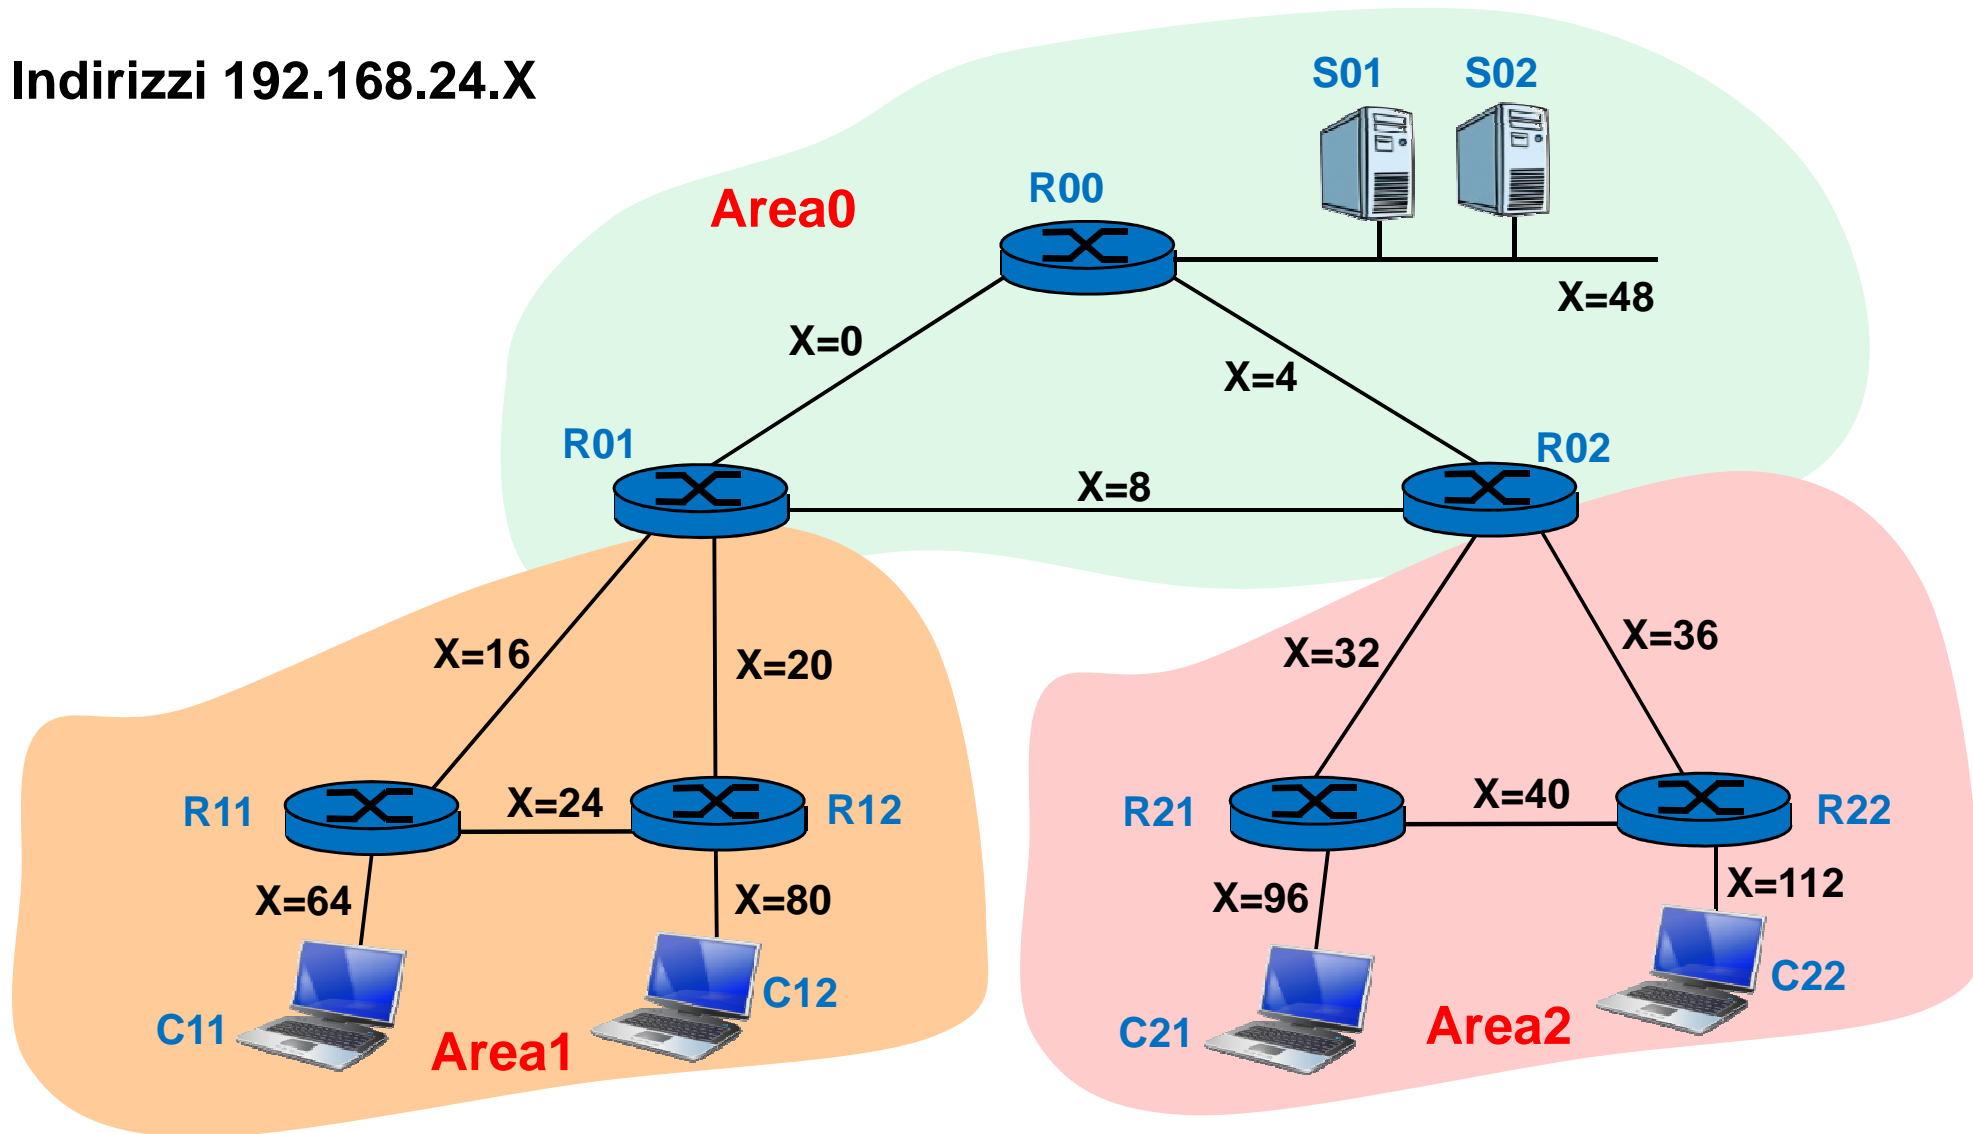 Indirizzi 192.168.24.X
S01 S02
R00
Area0
X=48
X=0
X=4
R01
R02
X=8
X=16
X=20
X=32
X=36
R11
X=24
R12
R21
X=40
R22
X=64
X=80
X=96
X=112
C11
C12
Area1
C21
C22
Area2